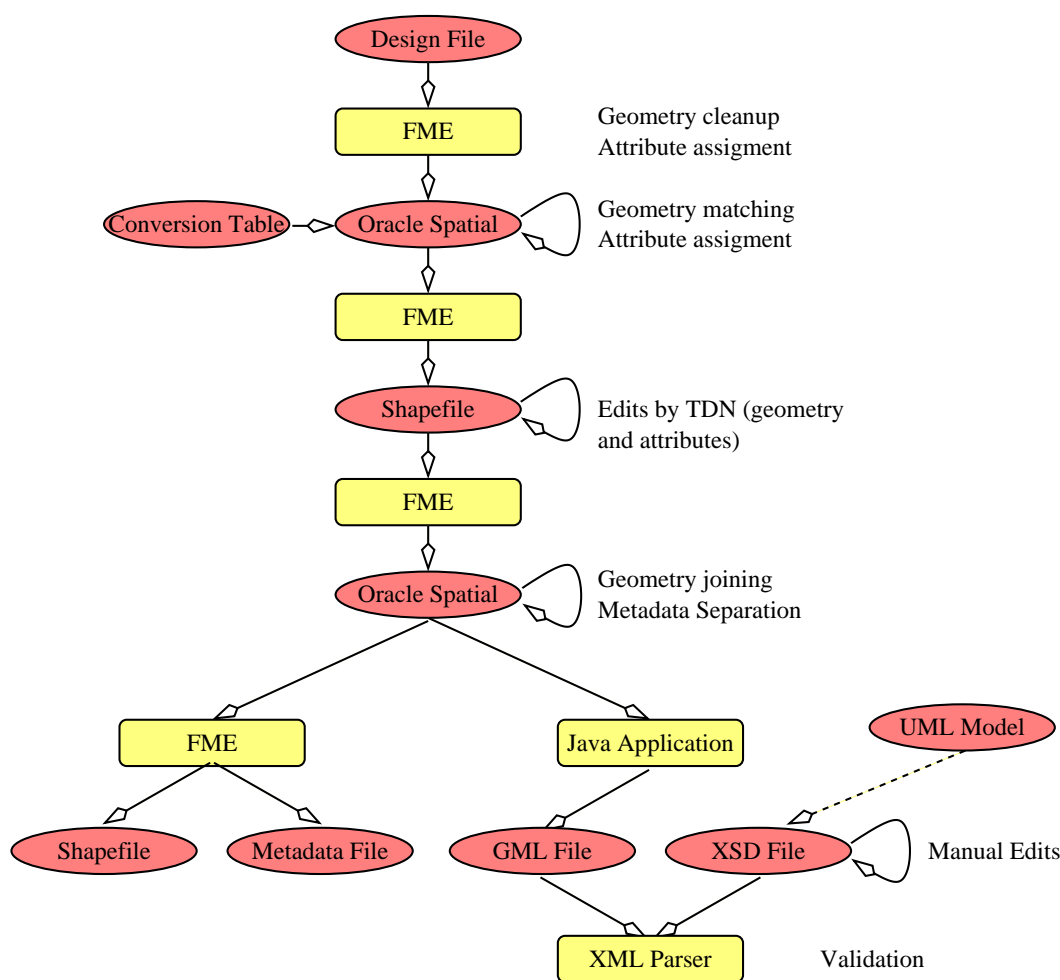 Design File
FME
Geometry cleanup
Attribute assigment
Conversion Table
Oracle Spatial
Geometry matching
Attribute assigment
FME
Shapefile
Edits by TDN (geometry
and attributes)
FME
Oracle Spatial
Geometry joining
Metadata Separation
FME
Java Application
UML Model
Shapefile
Metadata File
GML File
XSD File
Manual Edits
XML Parser
Validation